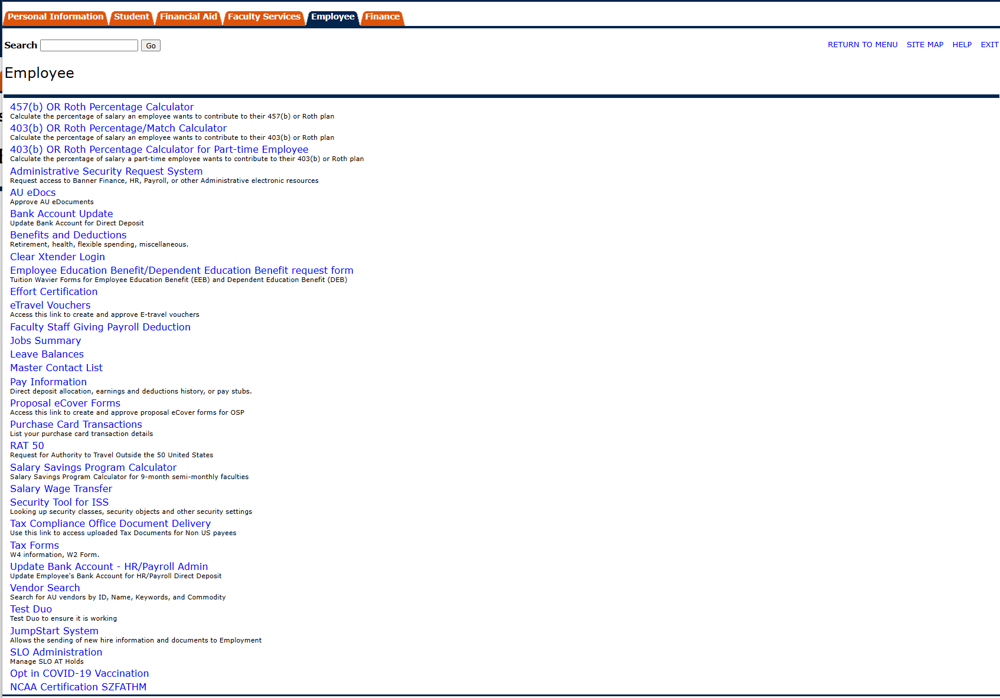 Personal Information Student Financial Aid Faculty Services Employee Finance
Search Go RETURN TO MENU SITE MAP HELP EXIT
Employee
457(b) OR Roth Percentage Calculator
Calculate the percentage of salary an employee wants to contribute to their 457(b) or Roth plan
403(b) OR Roth Percentage/Match Calculator
Calculate the percentage of salary an employee wants to contribute to their 403(b) or Roth plan
403(b) OR Roth Percentage Calculator for Part-time Employee
Calculate the percentage of salary a part-time employee wants to contribute to their 403(b) or Roth plan
Administrative Security Request System
Request access to Banner Finance, HR, Payroll, or other Administrative electronic resources
AU eDocs
Approve AU eDocuments
Bank Account Update
Update Bank Account for Direct Deposit
Benefits and Deductions
Retirement, health, flexible spending, miscellaneous.
Clear Xtender Login
Employee Education Benefit/Dependent Education Benefit request form
Tuition Wavier Forms for Employee Education Benefit (EEB) and Dependent Education Benefit (DEB)
Effort Certification
eTravel Vouchers
Access this link to create and approve E-travel vouchers
Faculty Staff Giving Payroll Deduction
Jobs Summary
Leave Balances
Master Contact List
Pay Information
Direct deposit allocation, earnings and deductions history, or pay stubs.
Proposal eCover Forms
Access this link to create and approve proposal eCover forms for OSP
Purchase Card Transactions
List your purchase card transaction details
RAT 50
Request for Authority to Travel Outside the 50 United States
Salary Savings Program Calculator
Salary Savings Program Calculator for 9-month semi-monthly faculties
Salary Wage Transfer
Security Tool for ISS
Looking up security classes, security objects and other security settings
Tax Compliance Office Document Delivery
Use this link to access uploaded Tax Documents for Non US payees
Tax Forms
W4 information, W2 Form.
Update Bank Account - HR/Payroll Admin
Update Employee's Bank Account for HR/Payroll Direct Deposit
Vendor Search
Search for AU vendors by ID, Name, Keywords, and Commodity
Test Duo
Test Duo to ensure it is working
JumpStart System
Allows the sending of new hire information and documents to Employment
SLO Administration
Manage SLO AT Holds
Opt in COVID-19 Vaccination
NCAA Certification SZFATHM